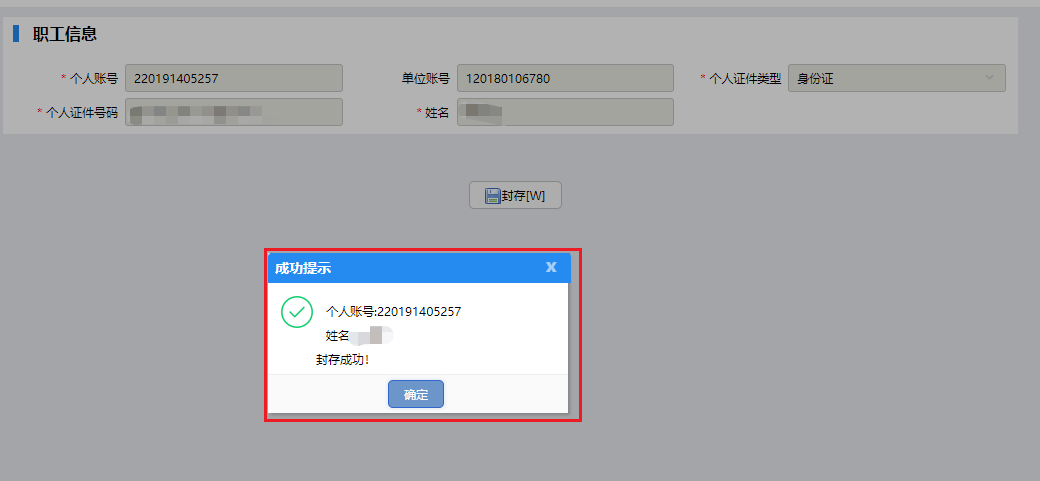 职工信息
* 个人账号 220191405257 单位账号 120180106780 * 个人证件类型 身份证
* 个人证件号码 * 姓名
封存[W]
成功提示 X
个人账号:220191405257
姓名
封存成功!
确定